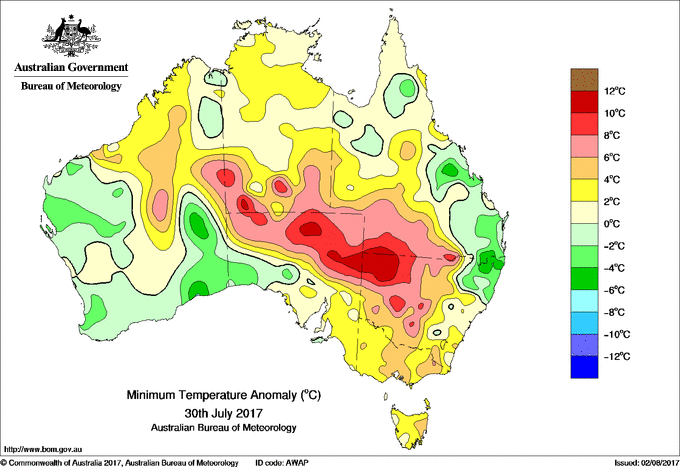 Australian Government
Bureau of Meteorology
12°C
10°C
8°C
6°C
4°C
2°C
0°C
-2°C
-4°C
-6°C
-8°C
-10°C
-12°C
Minimum Temperature Anomaly (°C)
30th July 2017
Australian Bureau of Meteorology
http://www.bom.gov.au
© Commonwealth of Australia 2017, Australian Bureau of Meteorology ID code: AWAP Issued: 02/08/2017